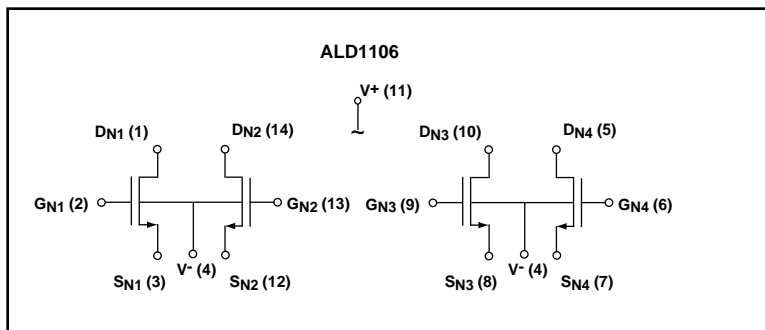 ALD1106
V+ (11)
~
DN1 (1)
DN2 (14)
DN3 (10)
DN4 (5)
GN1 (2)
GN2 (13)
GN3 (9)
GN4 (6)
SN1 (3)
V- (4)
SN2 (12)
SN3 (8)
V- (4)
SN4 (7)